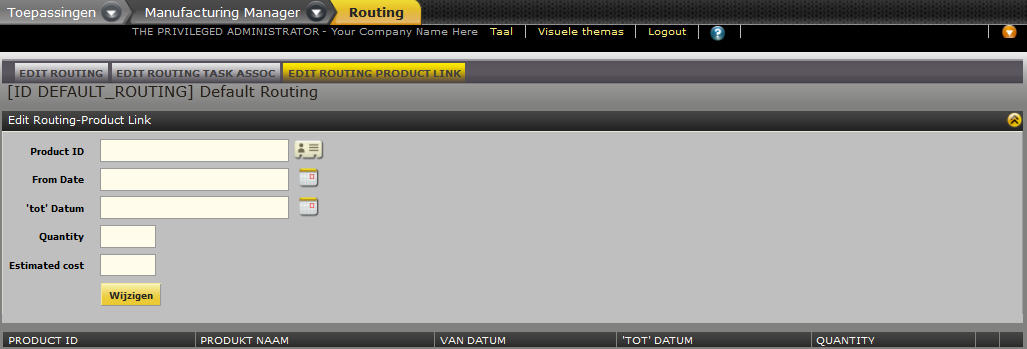 Toepassingen Manufacturing Manager Routing
THE PRIVILEGED ADMINISTRATOR - Your Company Name Here Taal Visuele themas Logout ?
EDIT ROUTING EDIT ROUTING TASK ASSOC EDIT ROUTING PRODUCT LINK
[ID DEFAULT_ROUTING] Default Routing
Edit Routing-Product Link
Product ID
From Date
'tot' Datum
Quantity
Estimated cost
Wijzigen
PRODUCT ID PRODUKT NAAM VAN DATUM 'TOT' DATUM QUANTITY